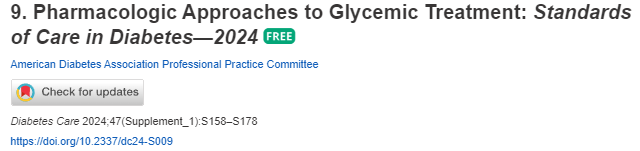 9. Pharmacologic Approaches to Glycemic Treatment: Standards
of Care in Diabetes—2024 FREE
American Diabetes Association Professional Practice Committee
Check for updates
Diabetes Care 2024;47(Supplement_1):S158–S178
https://doi.org/10.2337/dc24-S009